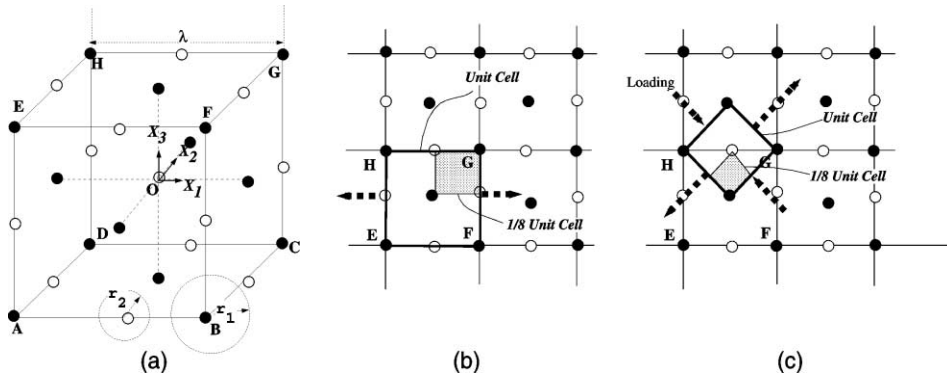 λ
H
G
E
F
X3
X2
O
X1
D
C
r2
r1
A
B
(a)
Unit Cell
H
G
1/8 Unit Cell
E
F
(b)
Loading
Unit Cell
H
G
1/8 Unit Cell
E
F
(c)